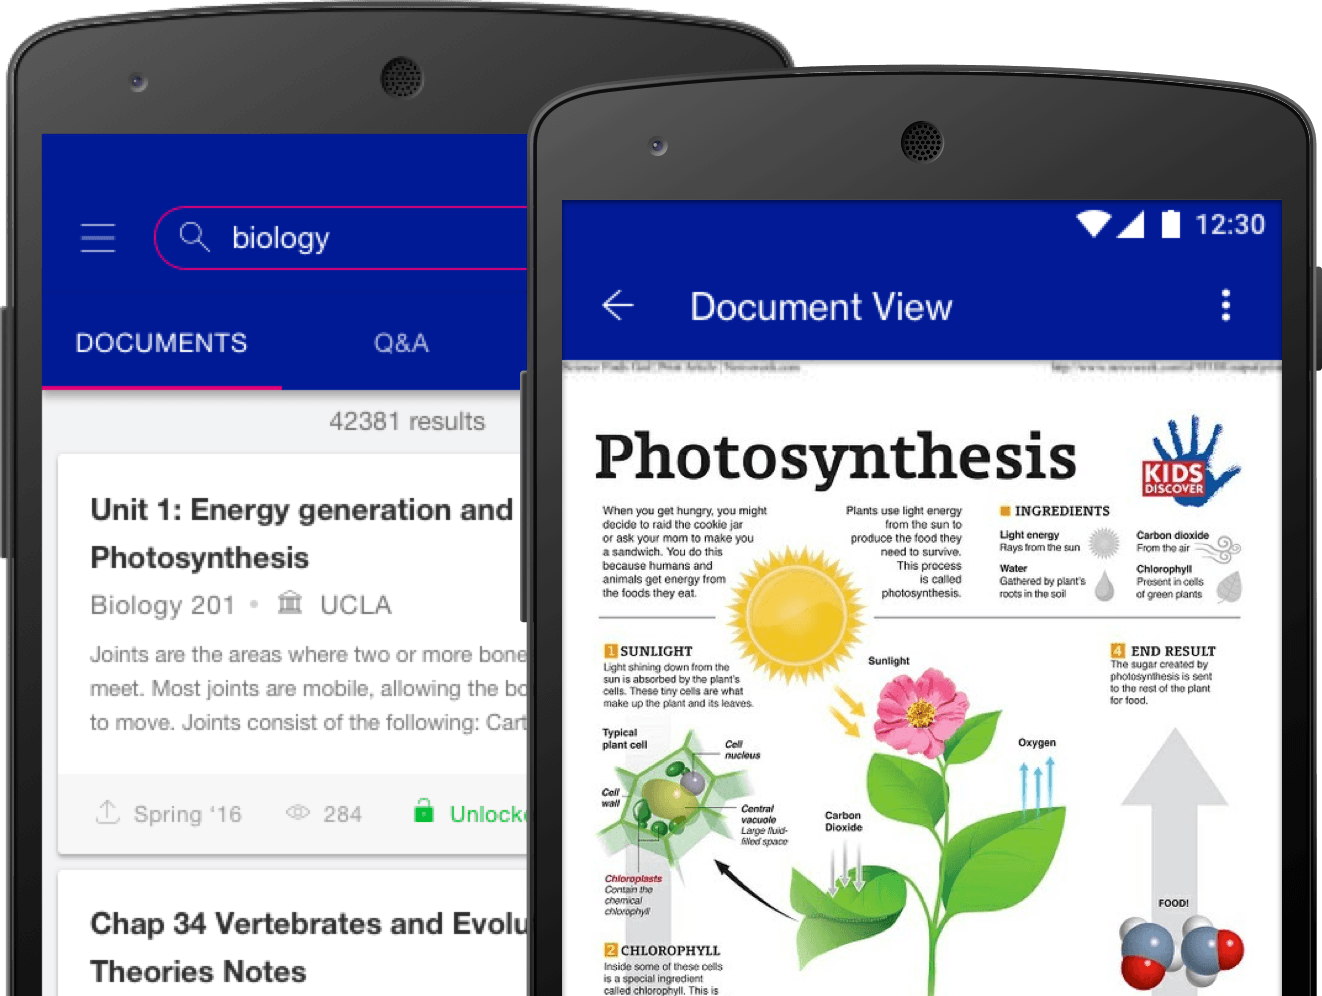 biology
DOCUMENTS
Q&A
42381 results
Unit 1: Energy generation and
Photosynthesis
Biology 201 • UCLA
Joints are the areas where two or more bone
meet. Most joints are mobile, allowing the bo
to move. Joints consist of the following: Cart
Spring ‘16
284
Unlocke
Chap 34 Vertebrates and Evolu
Theories Notes
12:30
Document View
Science Finds God | Print Article | Newsweek.com
Photosynthesis
KIDS
DISCOVER
When you get hungry, you might
decide to raid the cookie jar
or ask your mom to make you
a sandwich. You do this
because humans and
animals get energy from
the foods they eat.
Plants use light energy
from the sun to
produce the food they
need to survive.
This process
is called
photosynthesis.
INGREDIENTS
Light energy
Rays from the sun
Carbon dioxide
From the air
Water
Gathered by plant's
roots in the soil
Chlorophyll
Present in cells
of green plants
1 SUNLIGHT
Light shining down from the
sun is absorbed by the plant's
cells. These tiny cells are what
make up the plant and its leaves.
Sunlight
4 END RESULT
The sugar created by
photosynthesis is sent
to the rest of the plant
for food.
Typical
plant cell
Cell
nucleus
Cell
wall
Central
vacuole
Large fluid-
filled space
Chloroplasts
Contain the
chemical
chlorophyll
Carbon
Dioxide
Oxygen
FOOD!
2 CHLOROPHYLL
Inside some of these cells
is a special ingredient
called chlorophyll. This is